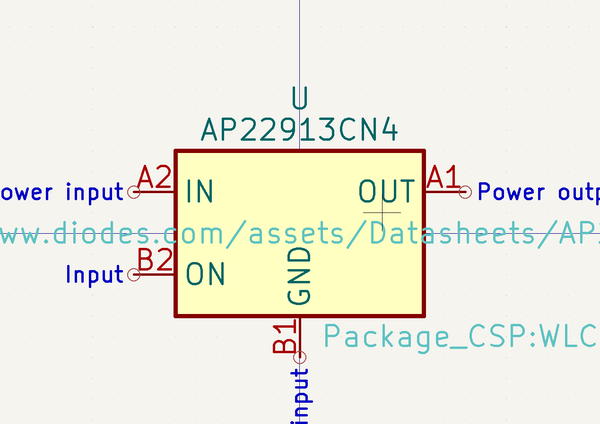 U
AP22913CN4
ower input A2 IN OUT A1 Power outp
ww.diodes.com/assets/Datasheets/AP
Input B2 ON
GND
B1
Package_CSP:WLC
input